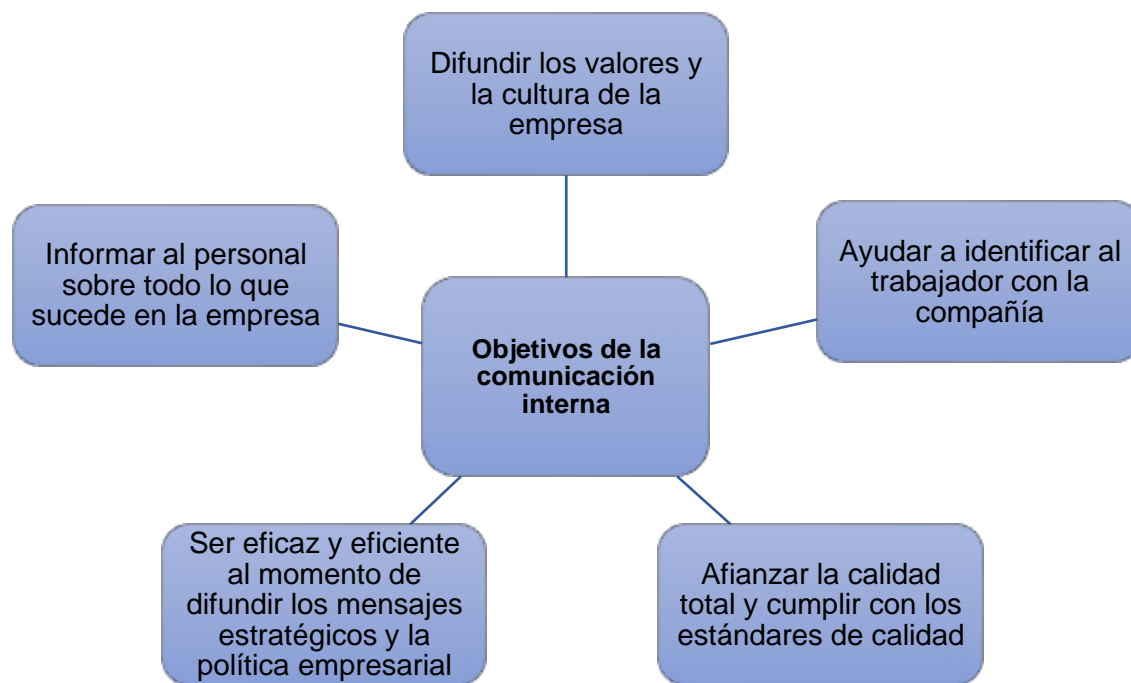 Difundir los valores y
la cultura de la
empresa
Informar al personal
sobre todo lo que
sucede en la empresa
Ayudar a identificar al
trabajador con la
compañía
Objetivos de la
comunicación
interna
Ser eficaz y eficiente
al momento de
difundir los mensajes
estratégicos y la
política empresarial
Afianzar la calidad
total y cumplir con los
estándares de calidad